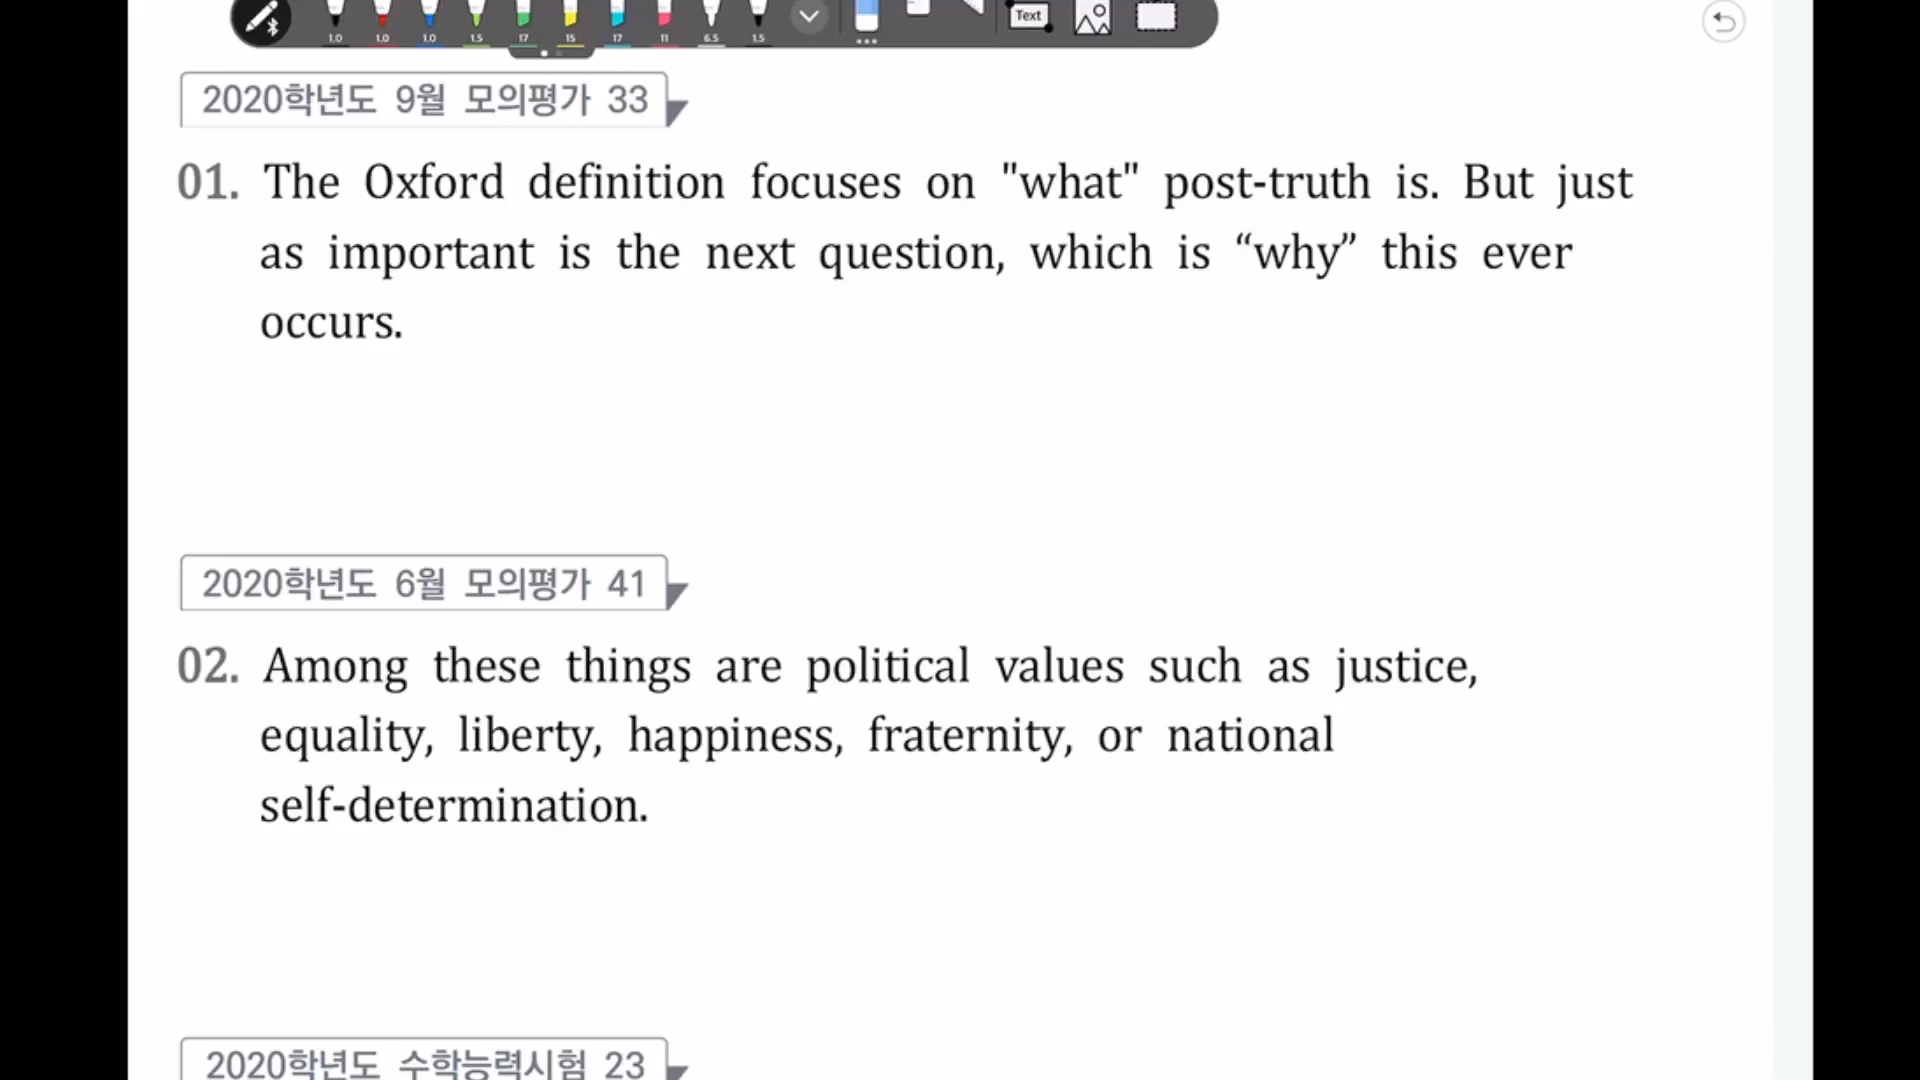 1.0 1.0 1.0 1.5 17 15 17 11 6.5 1.5 Text
2020학년도 9월 모의평가 33
01. The Oxford definition focuses on "what" post-truth is. But just
as important is the next question, which is “why” this ever
occurs.
2020학년도 6월 모의평가 41
02. Among these things are political values such as justice,
equality, liberty, happiness, fraternity, or national
self-determination.
2020학년도 수학능력시험 23